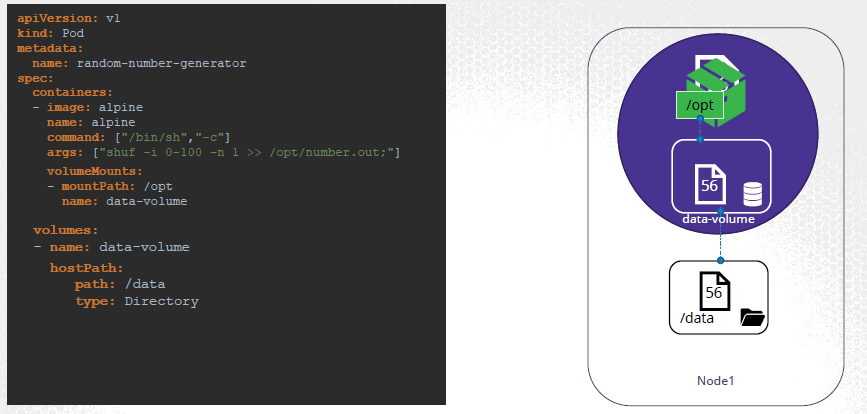 apiVersion: v1
kind: Pod
metadata:
  name: random-number-generator
spec:
  containers:
  - image: alpine
    name: alpine
    command: ["/bin/sh","-c"]
    args: ["shuf -i 0-100 -n 1 >> /opt/number.out;"]
    volumeMounts:
    - mountPath: /opt
      name: data-volume
  volumes:
  - name: data-volume
    hostPath:
       path: /data
       type: Directory
/opt
56
data-volume
56
/data
Node1